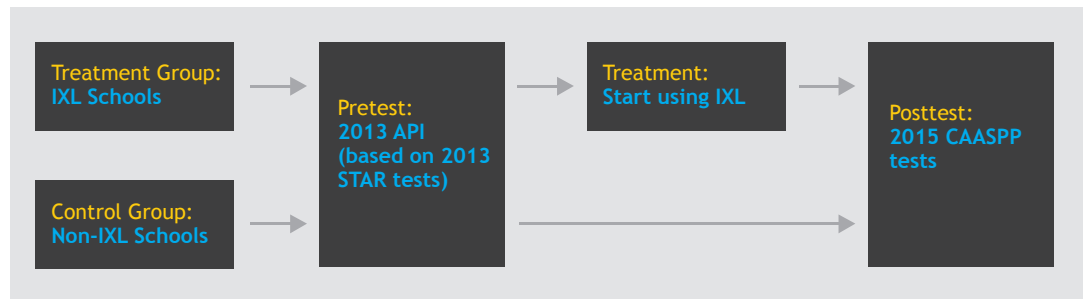 Treatment Group:
IXL Schools
Control Group:
Non-IXL Schools
Pretest:
2013 API
(based on 2013
STAR tests)
Treatment:
Start using IXL
Posttest:
2015 CAASPP
tests